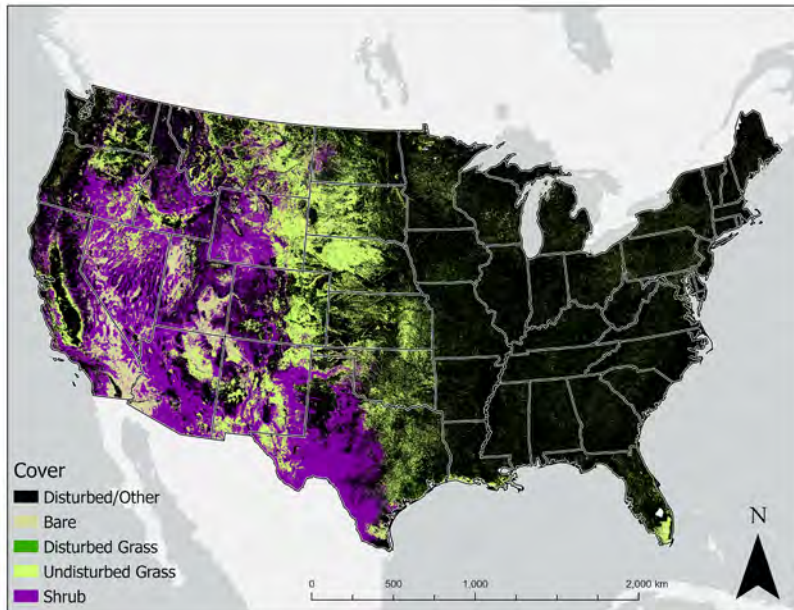 Cover
Disturbed/Other
Bare
Disturbed Grass
Undisturbed Grass
Shrub
0 500 1,000 2,000 km
N